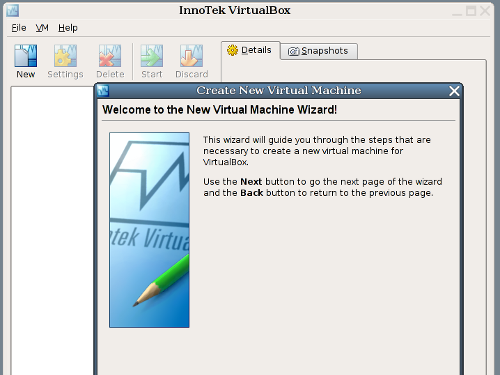 InnoTek VirtualBox
File VM Help
New Settings Delete Start Discard
Details Snapshots
Create New Virtual Machine
Welcome to the New Virtual Machine Wizard!
This wizard will guide you through the steps that are
necessary to create a new virtual machine for
VirtualBox.
Use the Next button to go the next page of the wizard
and the Back button to return to the previous page.
tek Virtua